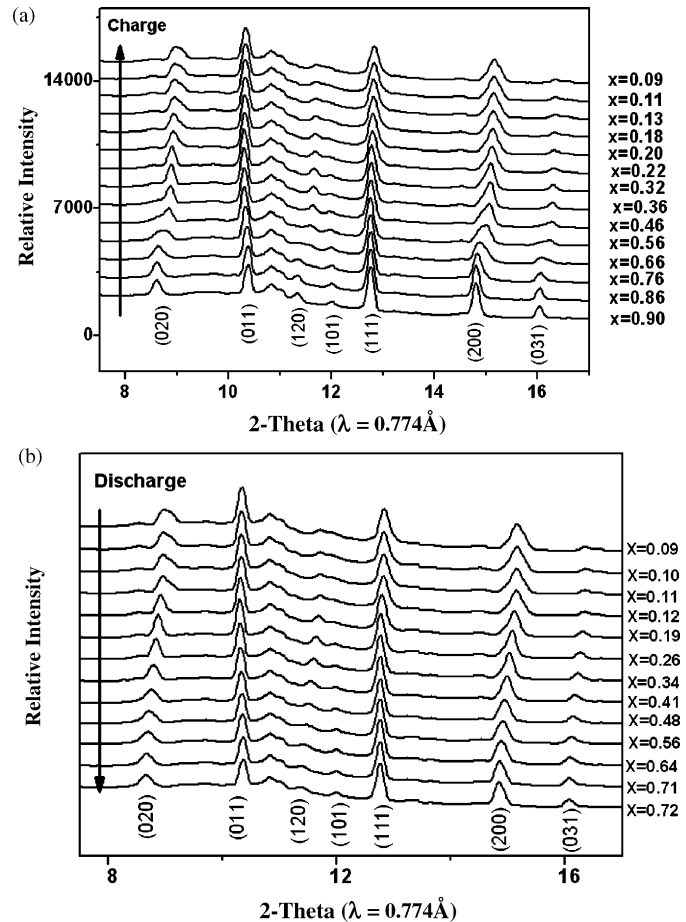 (a)
Charge
14000
7000
0
Relative Intensity
x=0.09
x=0.11
x=0.13
x=0.18
x=0.20
x=0.22
x=0.32
x=0.36
x=0.46
x=0.56
x=0.66
x=0.76
x=0.86
x=0.90
(020)
(011)
(120)
(101)
(111)
(200)
(031)
8 10 12 14 16
2-Theta (λ = 0.774Å)
(b)
Discharge
Relative Intensity
X=0.09
X=0.10
X=0.11
X=0.12
X=0.19
X=0.26
X=0.34
X=0.41
X=0.48
X=0.56
X=0.64
X=0.71
X=0.72
(020)
(011)
(120)
(101)
(111)
(200)
(031)
8 12 16
2-Theta (λ = 0.774Å)